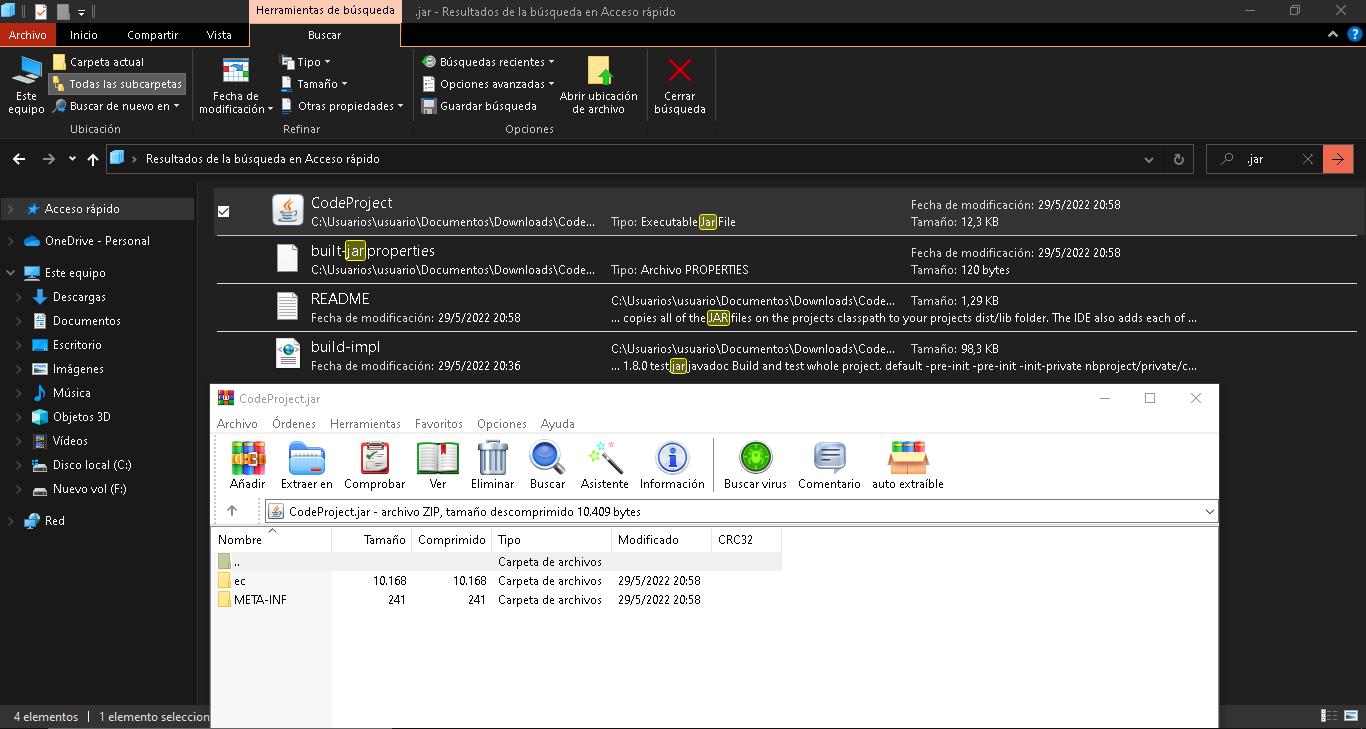 Herramientas de búsqueda
.jar - Resultados de la búsqueda en Acceso rápido
Archivo Inicio Compartir Vista Buscar
Este equipo
Carpeta actual
Todas las subcarpetas
Buscar de nuevo en
Ubicación
Fecha de modificación
Tipo
Tamaño
Otras propiedades
Refinar
Búsquedas recientes
Opciones avanzadas
Guardar búsqueda
Abrir ubicación de archivo
Opciones
Cerrar búsqueda
Resultados de la búsqueda en Acceso rápido
.jar
Acceso rápido
OneDrive - Personal
Este equipo
Descargas
Documentos
Escritorio
Imágenes
Música
Objetos 3D
Vídeos
Disco local (C:)
Nuevo vol (F:)
Red
CodeProject
C:\Usuarios\usuario\Documentos\Downloads\Code... Tipo: Executable Jar File
Fecha de modificación: 29/5/2022 20:58
Tamaño: 12,3 KB
built-jar.properties
C:\Usuarios\usuario\Documentos\Downloads\Code... Tipo: Archivo PROPERTIES
Fecha de modificación: 29/5/2022 20:58
Tamaño: 120 bytes
README
Fecha de modificación: 29/5/2022 20:58
C:\Usuarios\usuario\Documentos\Downloads\Code... Tamaño: 1,29 KB
... copies all of the JAR files on the projects classpath to your projects dist/lib folder. The IDE also adds each of ...
build-impl
Fecha de modificación: 29/5/2022 20:36
C:\Usuarios\usuario\Documentos\Downloads\Code... Tamaño: 98,3 KB
... 1.8.0 test jar javadoc Build and test whole project. default -pre-init -pre-init -init-private nbproject/private/c...
CodeProject.jar
Archivo Órdenes Herramientas Favoritos Opciones Ayuda
Añadir Extraer en Comprobar Ver Eliminar Buscar Asistente Información Buscar virus Comentario auto extraíble
CodeProject.jar - archivo ZIP, tamaño descomprimido 10.409 bytes
Nombre Tamaño Comprimido Tipo Modificado CRC32
.. Carpeta de archivos
ec 10.168 10.168 Carpeta de archivos 29/5/2022 20:58
META-INF 241 241 Carpeta de archivos 29/5/2022 20:58
4 elementos 1 elemento seleccion